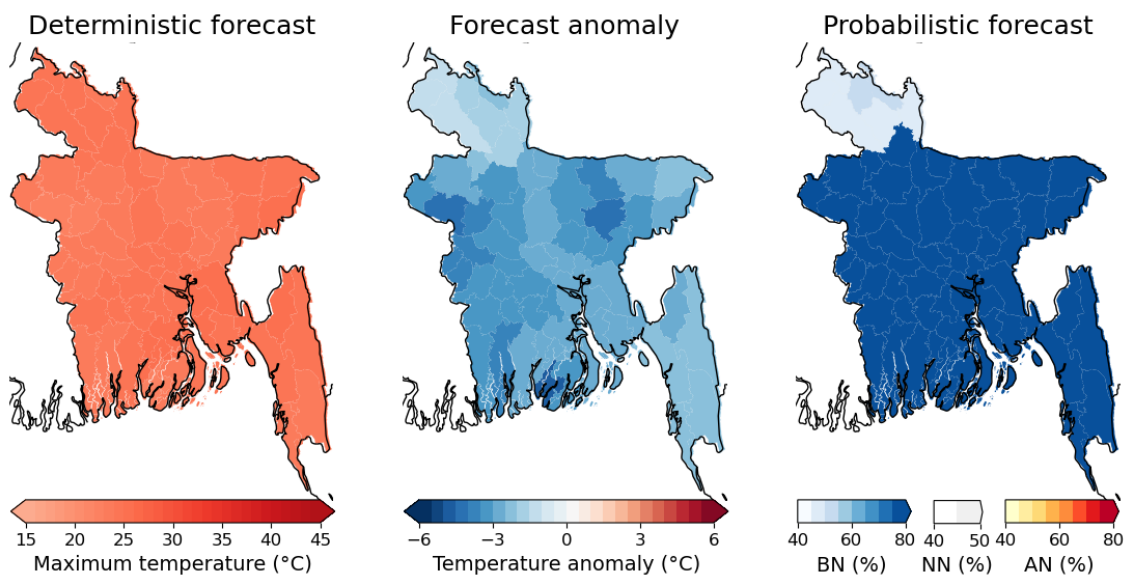 Deterministic forecast Forecast anomaly Probabilistic forecast
15 20 25 30 35 40 45 −6 −3 0 3 6 40 60 80 40 50 40 60 80
Maximum temperature (°C) Temperature anomaly (°C) BN (%) NN (%) AN (%)